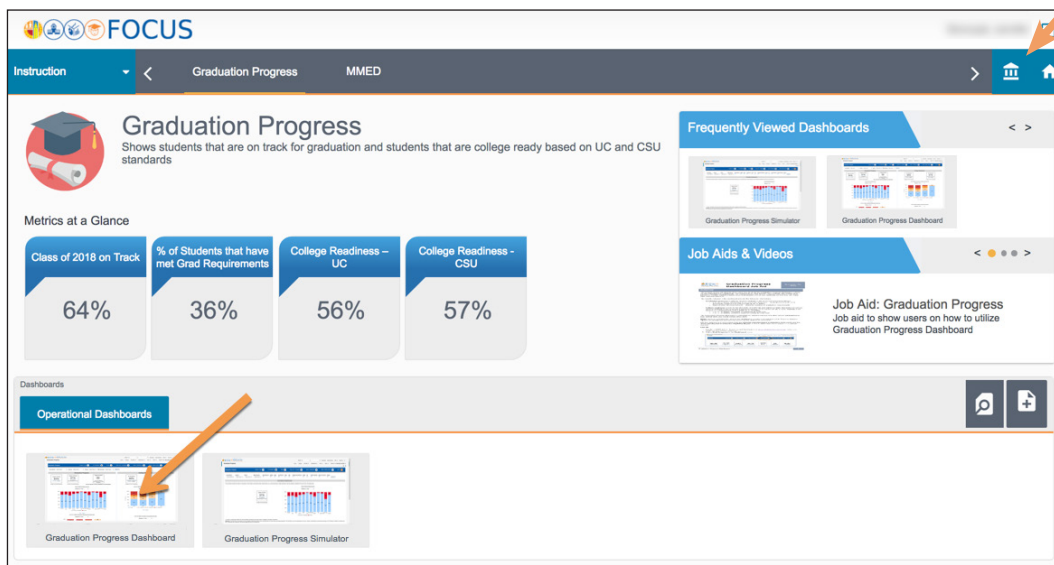 FOCUS
Instruction
Graduation Progress
MMED
Graduation Progress
Shows students that are on track for graduation and students that are college ready based on UC and CSU
standards
Metrics at a Glance
Class of 2018 on Track
64%
% of Students that have
met Grad Requirements
36%
College Readiness –
UC
56%
College Readiness -
CSU
57%
Frequently Viewed Dashboards
< >
Graduation Progress Simulator
Graduation Progress Dashboard
Job Aids & Videos
< >
Job Aid: Graduation Progress
Job aid to show users on how to utilize
Graduation Progress Dashboard
Dashboards
Operational Dashboards
Graduation Progress Dashboard
Graduation Progress Simulator